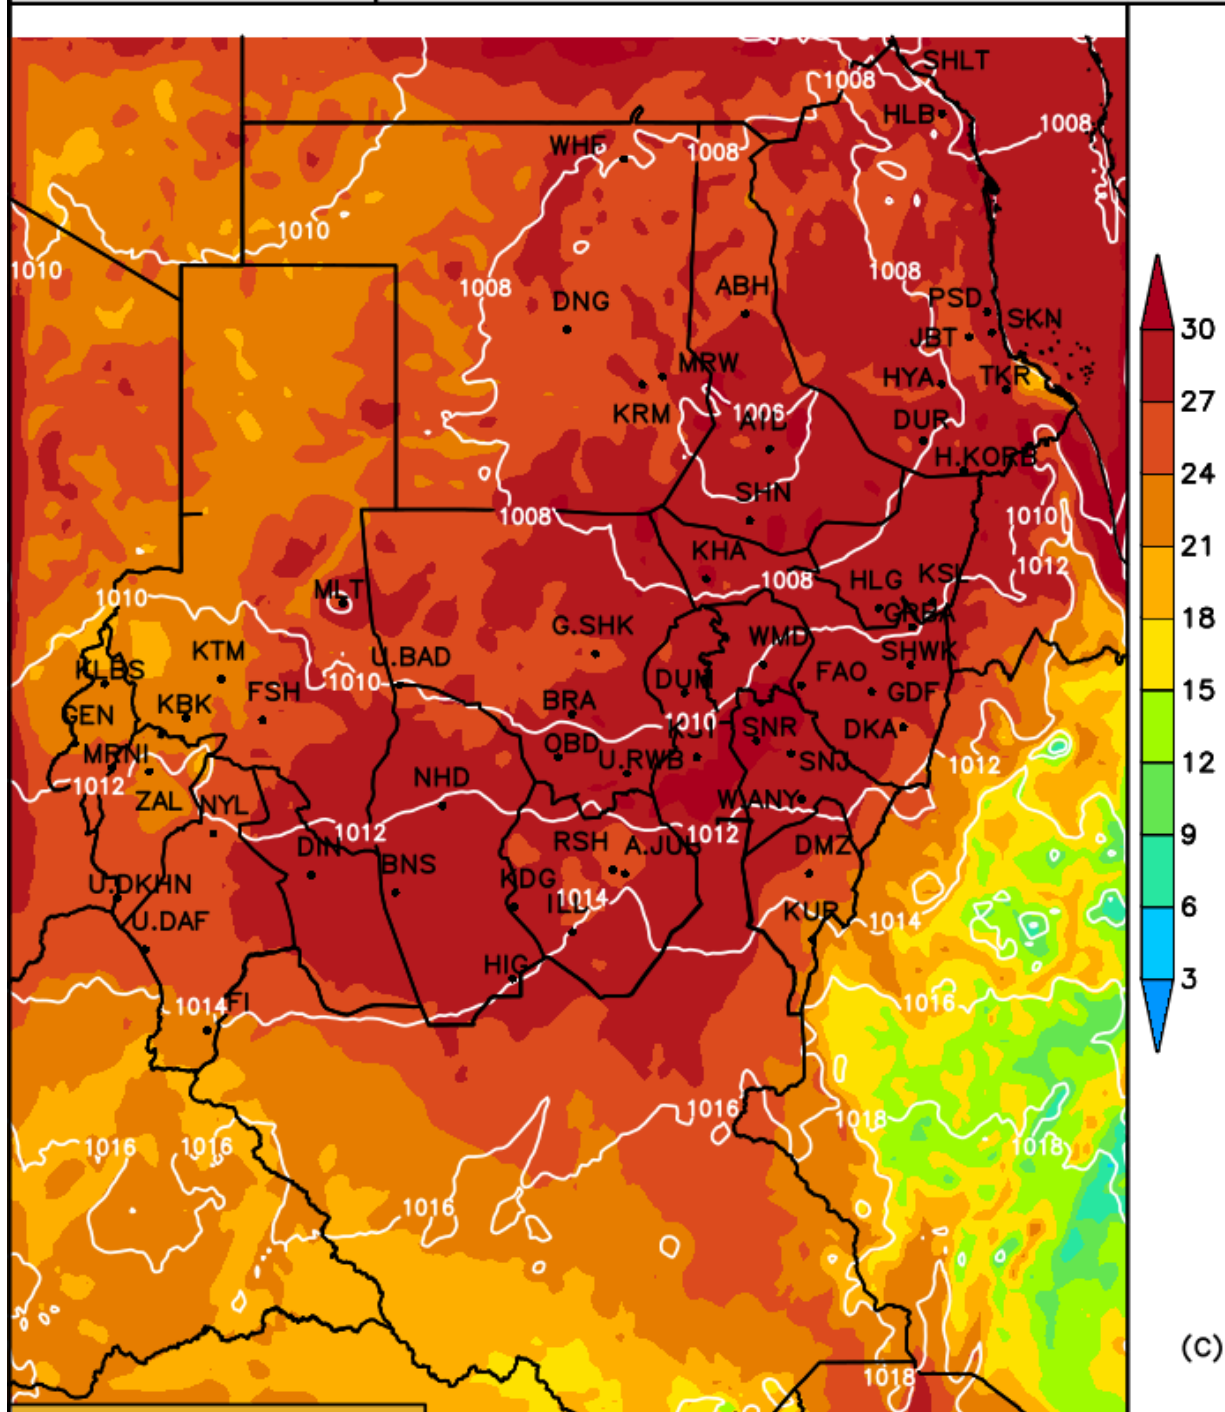 SHLT
1008
HLB
1008
WHF
1008
1010
1010
1008
1008
ABH
DNG
PSD
SKN
JBT
30
MRW
HYA
TKR
27
KRM
1006
ATB
DUR
H.KORB
24
SHN
1008
1010
21
KHA
1008
1012
HLG
KSL
MLT
1010
GRBA
18
G.SHK
WMD
KTM
U.BAD
SHWK
KLBS
FAO
1010
DUM
GDF
15
KBK
FSH
BRA
GEN
1010
SNR
DKA
KST
OBD
U.RWB
MRNI
SNJ
1012
12
NHD
1012
ZAL
NYL
W.ANY
1012
1012
DIN
RSH
A.JUB
DMZ
9
BNS
U.DKHN
KDG
ILL
1014
KUR
6
U.DAF
1014
HIG
3
1014
FI
1016
1016
1018
1016
1016
1018
1016
(C)
1018